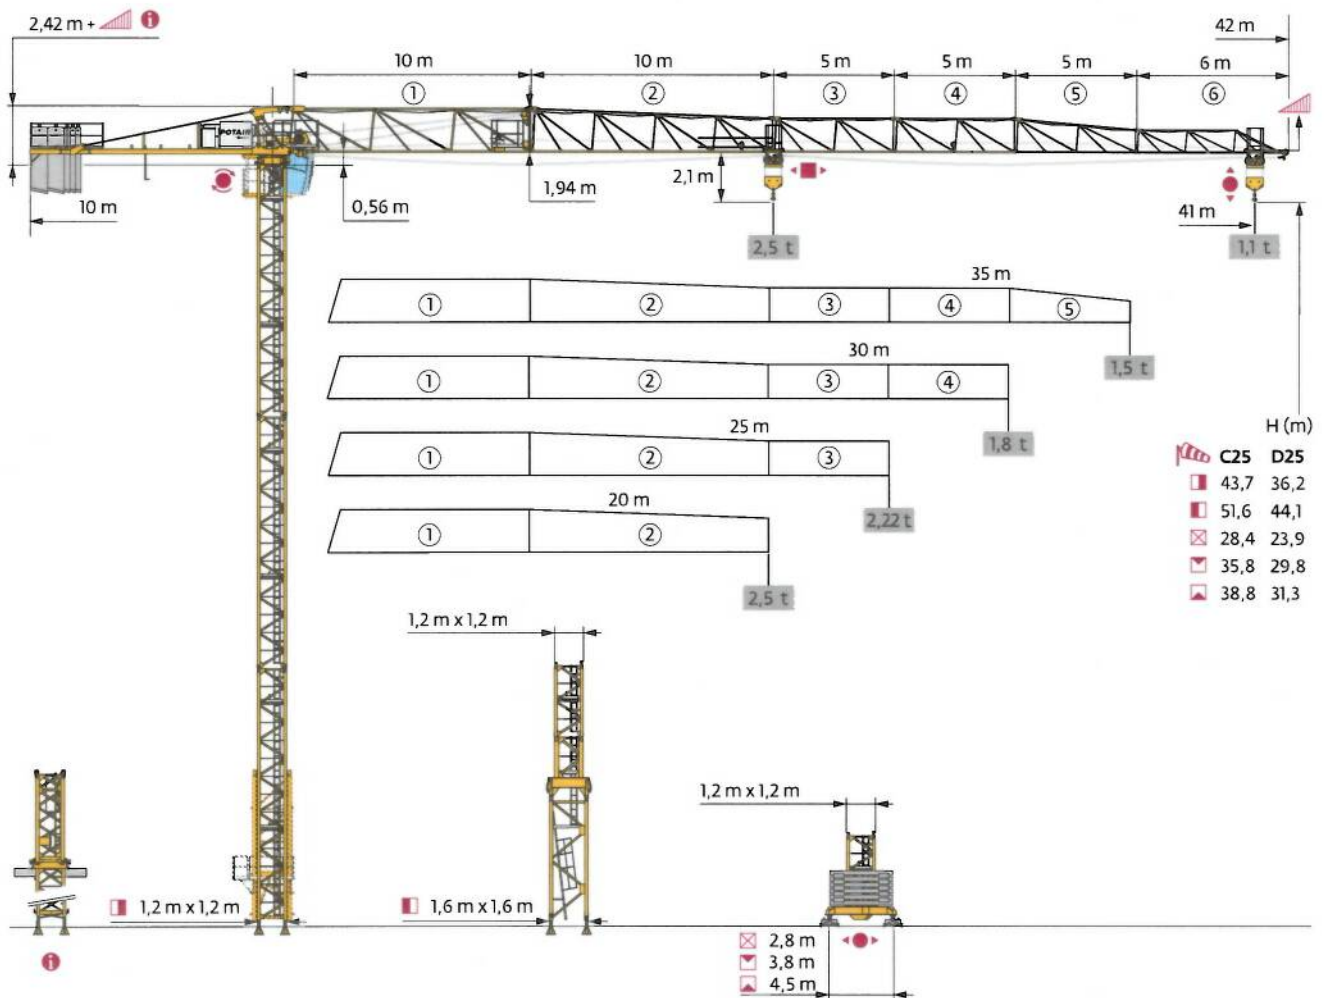 2,42 m +
42 m
10 m
10 m
5 m
5 m
5 m
6 m
①
②
③
④
⑤
⑥
POTAIN
10 m
0,56 m
1,94 m
2,1 m
41 m
2,5 t
1,1 t
35 m
①
②
③
④
⑤
1,5 t
30 m
①
②
③
④
1,8 t
25 m
①
②
③
2,22 t
20 m
①
②
2,5 t
H (m)
C25 D25
43,7 36,2
51,6 44,1
28,4 23,9
35,8 29,8
38,8 31,3
1,2 m x 1,2 m
1,2 m x 1,2 m
1,2 m x 1,2 m
1,6 m x 1,6 m
2,8 m
3,8 m
4,5 m